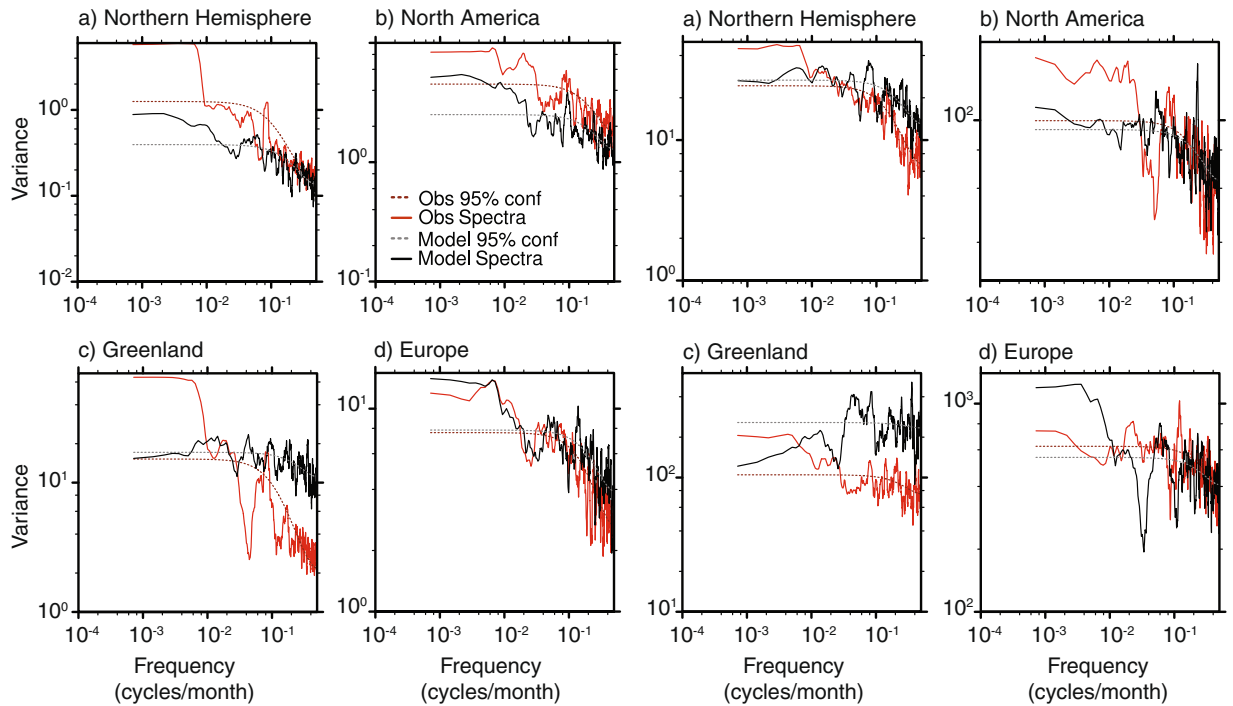 a) Northern Hemisphere
b) North America
a) Northern Hemisphere
b) North America
Variance
10^0
10^-1
10^-2
10^-4
10^-3
10^-2
10^-1
10^0
10^-1
Obs 95% conf
Obs Spectra
Model 95% conf
Model Spectra
10^-4
10^-3
10^-2
10^-1
10^1
10^0
10^-4
10^-3
10^-2
10^-1
10^2
10^-4
10^-3
10^-2
10^-1
c) Greenland
d) Europe
c) Greenland
d) Europe
Variance
10^1
10^0
10^-4
10^-3
10^-2
10^-1
10^1
10^0
10^-4
10^-3
10^-2
10^-1
10^2
10^1
10^-4
10^-3
10^-2
10^-1
10^3
10^2
10^-4
10^-3
10^-2
10^-1
Frequency
(cycles/month)
Frequency
(cycles/month)
Frequency
(cycles/month)
Frequency
(cycles/month)